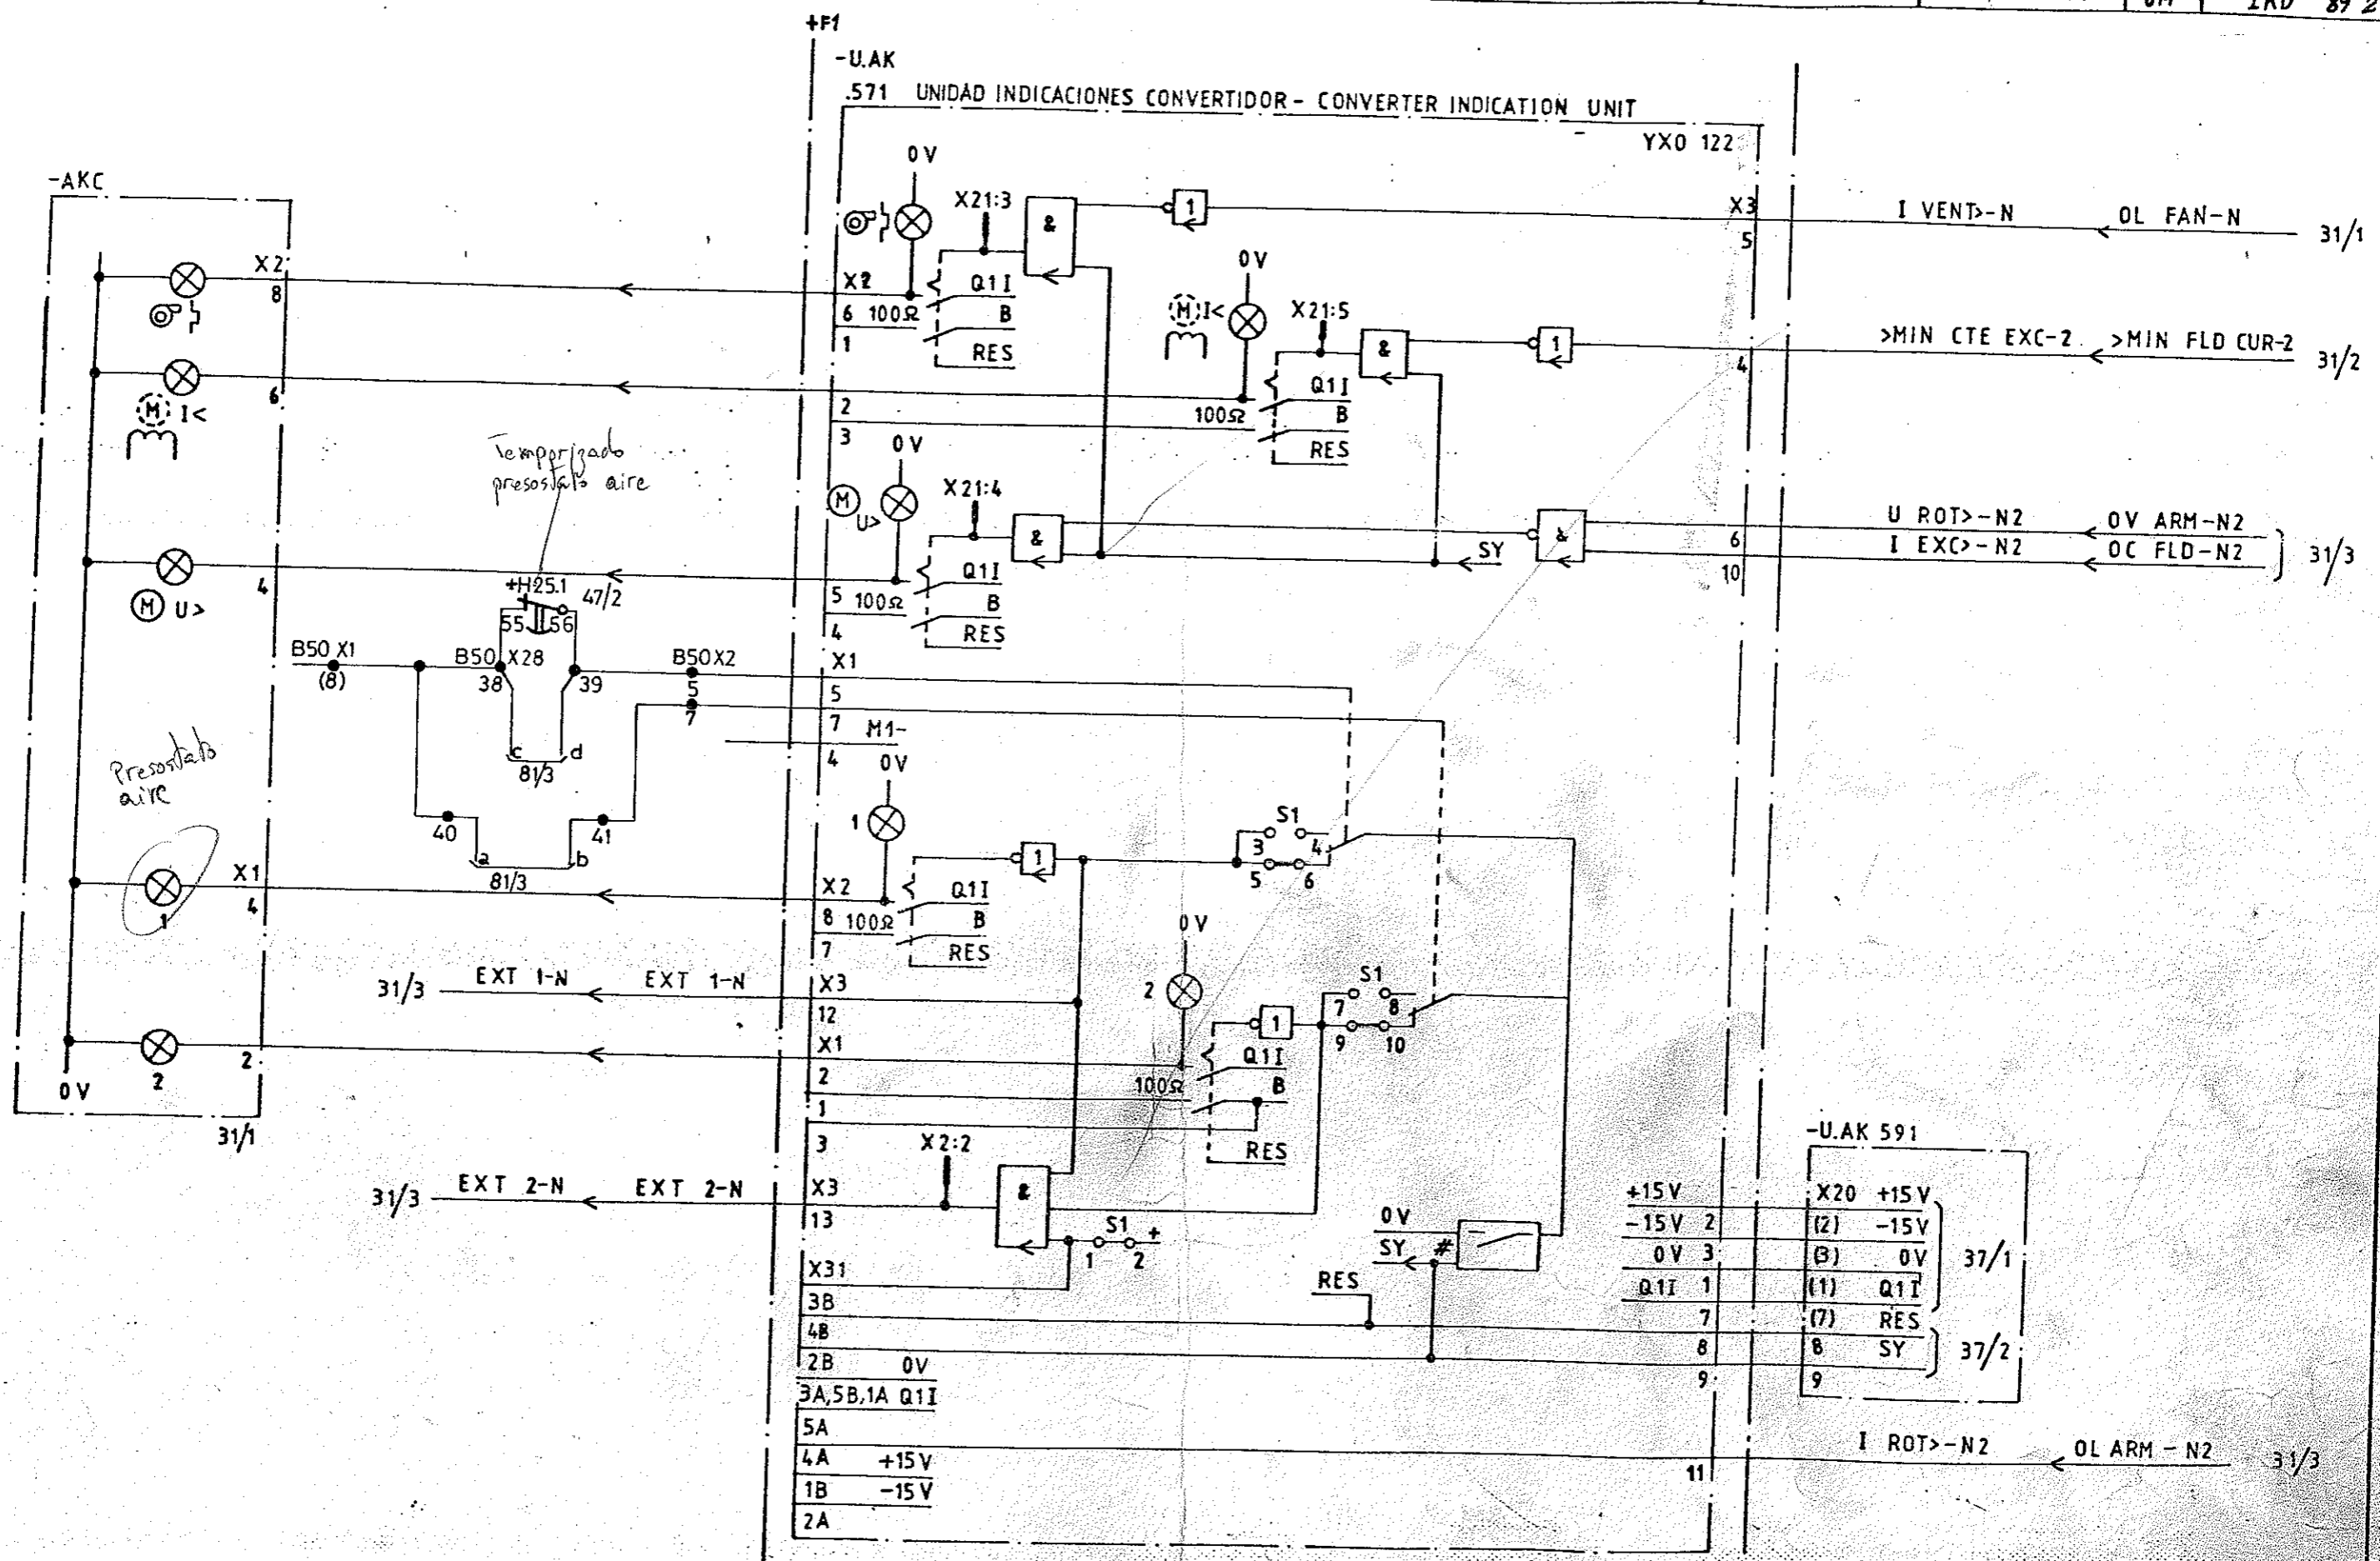 +F1
-U.AK
.571 UNIDAD INDICACIONES CONVERTIDOR - CONVERTER INDICATION UNIT
YXO 122
-AKC
0 V
X21:3
&
1
X3
5
I VENT>-N
OL FAN-N
31/1
X2
8
X2
6
100Ω
1
Q1I
B
RES
0V
M I<
X21:5
&
1
4
>MIN CTE EXC-2
>MIN FLD CUR-2
31/2
6
M I<
2
3
100Ω
Q1I
B
RES
Temporizado
presostato aire
0V
M U>
X21:4
&
SY
&
6
10
U ROT>-N2
OV ARM-N2
I EXC>-N2
OC FLD-N2
31/3
4
M U>
+H25.1
47/2
55
56
5
100Ω
4
Q1I
B
RES
B50 X1
(8)
B50 X28
38
39
B50X2
5
7
X1
5
7
M1-
4
c
d
81/3
Presostato
aire
0V
1
40
41
a
b
81/3
X1
4
1
X2
8
100Ω
7
Q1I
B
RES
1
S1
3
4
5
6
31/3
EXT 1-N
EXT 1-N
X3
12
0V
2
1
S1
7
8
9
10
2
2
0V
31/1
X1
2
1
3
100Ω
Q1I
B
RES
31/3
EXT 2-N
EXT 2-N
X3
13
X2:2
&
S1
1
2
+
0V
SY
#
RES
X31
3B
4B
2B 0V
3A,5B,1A Q1I
5A
4A +15V
1B -15V
2A
+15V
-15V 2
0V 3
Q1I 1
7
8
9
11
-U.AK 591
X20 +15V
(2) -15V
(3) 0V
(1) Q1I
(7) RES
8 SY
9
37/1
37/2
I ROT>-N2
OL ARM - N2
31/3